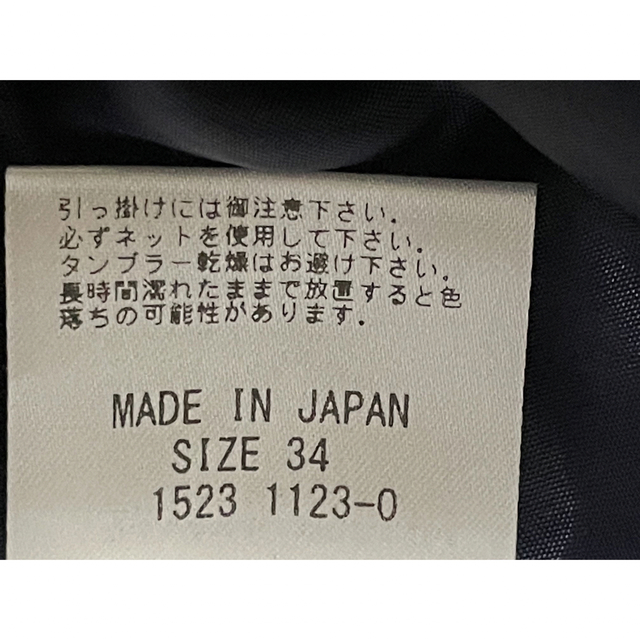 引っ掛けには御注意下さい.
必ずネットを使用して下さい.
タンブラー乾燥はお避け下さい.
長時間濡れたままで放置すると色
落ちの可能性があります.
MADE IN JAPAN
SIZE 34
1523 1123-0